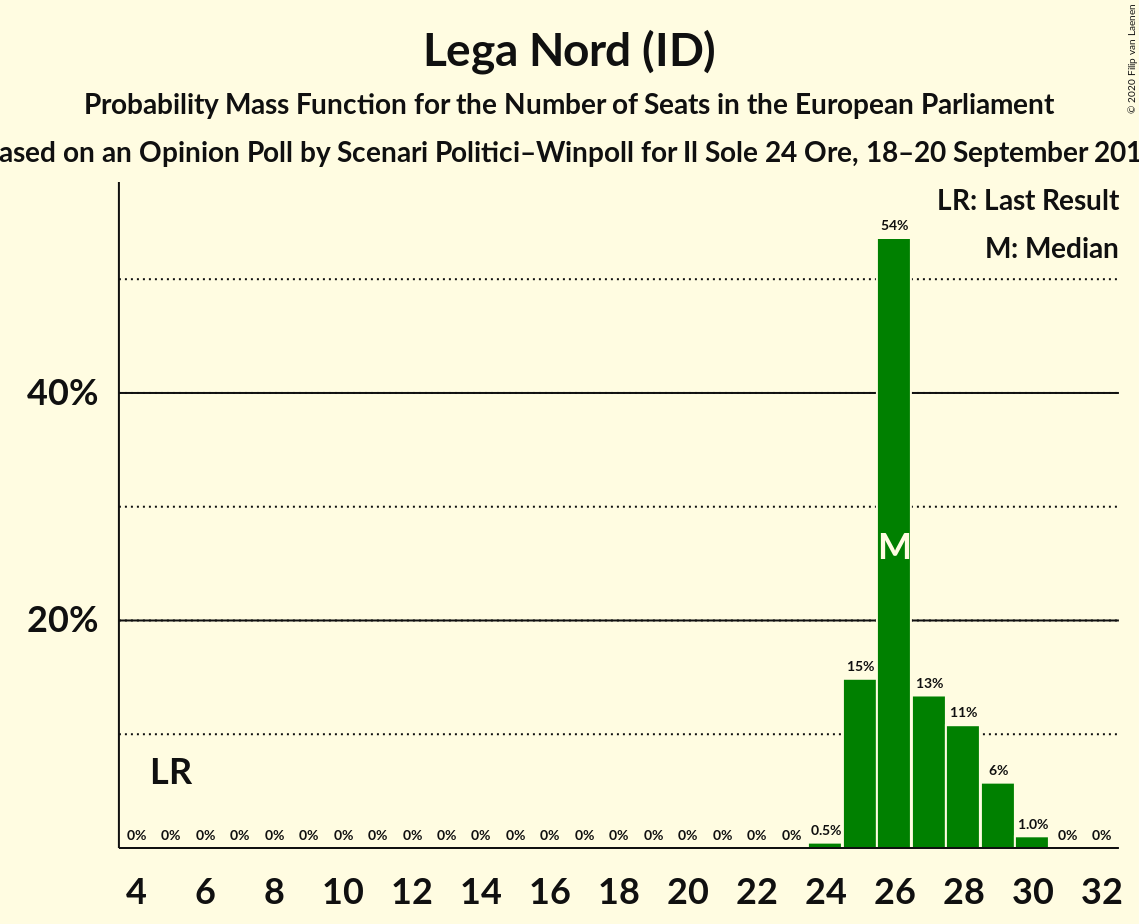 Lega Nord (ID)
Probability Mass Function for the Number of Seats in the European Parliament
ased on an Opinion Poll by Scenari Politici–Winpoll for Il Sole 24 Ore, 18–20 September 201
© 2020 Filip van Laenen
LR: Last Result
M: Median
54%
40%
M
20%
15%
13%
11%
LR
6%
0% 0% 0% 0% 0% 0% 0% 0% 0% 0% 0% 0% 0% 0% 0% 0% 0% 0% 0% 0% 0.5% 1.0% 0% 0%
4 6 8 10 12 14 16 18 20 22 24 26 28 30 32